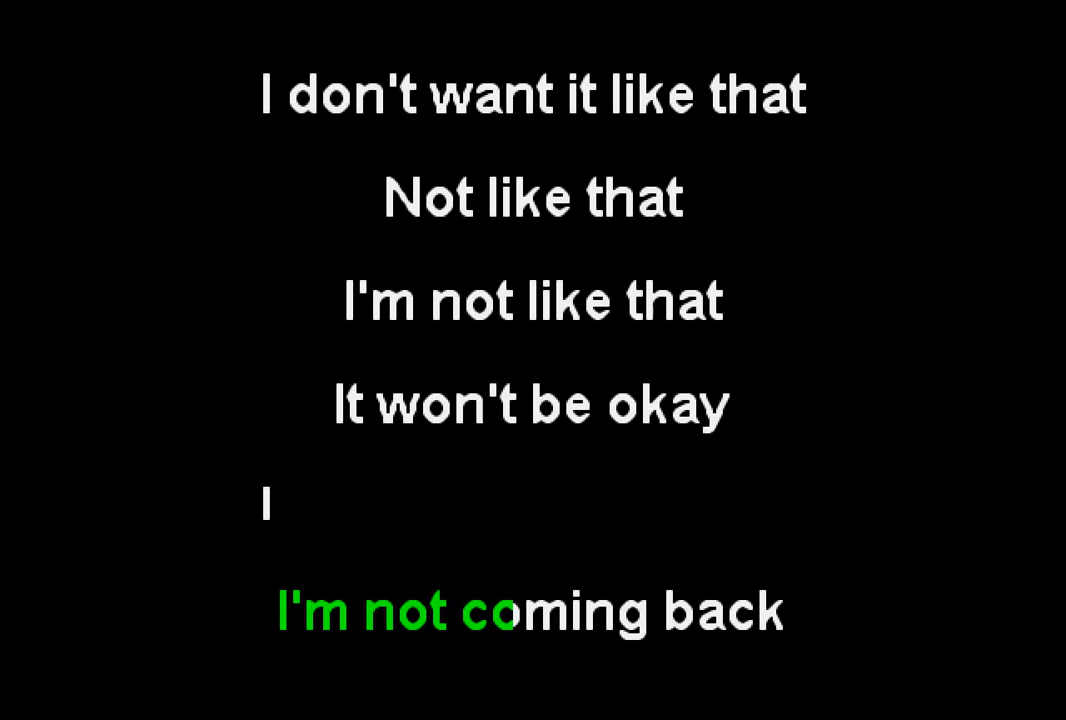 I don't want it like that
Not like that
I'm not like that
It won't be okay
I
I'm not coming back